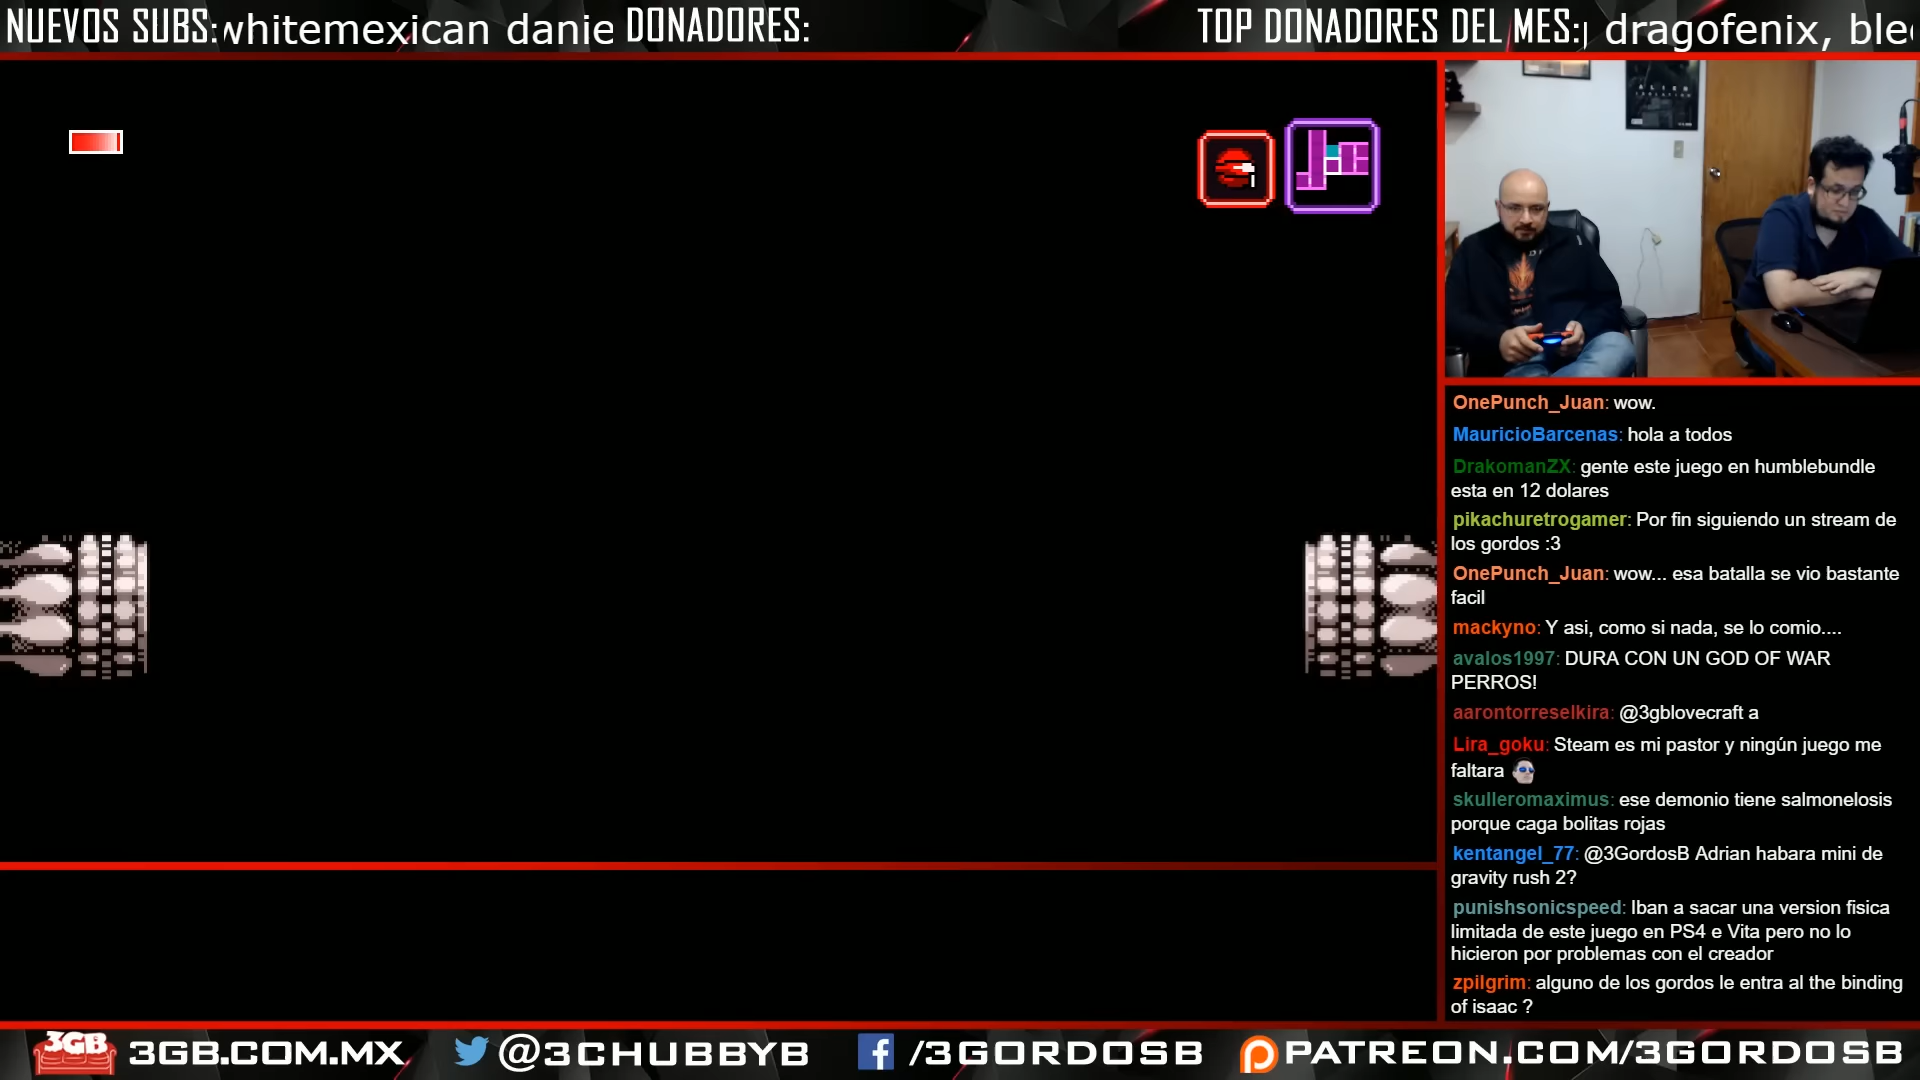 NUEVOS SUBS: whitemexican danie DONADORES: TOP DONADORES DEL MES: dragofenix, ble
ALIEN
OnePunch_Juan: wow.
MauricioBarcenas: hola a todos
DrakomanZX: gente este juego en humblebundle
esta en 12 dolares
pikachuretrogamer: Por fin siguiendo un stream de
los gordos :3
OnePunch_Juan: wow... esa batalla se vio bastante
facil
mackyno: Y asi, como si nada, se lo comio....
avalos1997: DURA CON UN GOD OF WAR
PERROS!
aarontorreselkira: @3gblovecraft a
Lira_goku: Steam es mi pastor y ningún juego me
faltara
skulleromaximus: ese demonio tiene salmonelosis
porque caga bolitas rojas
kentangel_77: @3GordosB Adrian habara mini de
gravity rush 2?
punishsonicspeed: Iban a sacar una version fisica
limitada de este juego en PS4 e Vita pero no lo
hicieron por problemas con el creador
zpilgrim: alguno de los gordos le entra al the binding
of isaac ?
3GB 3GB.COM.MX @3CHUBBYB /3GORDOSB PATREON.COM/3GORDOSB